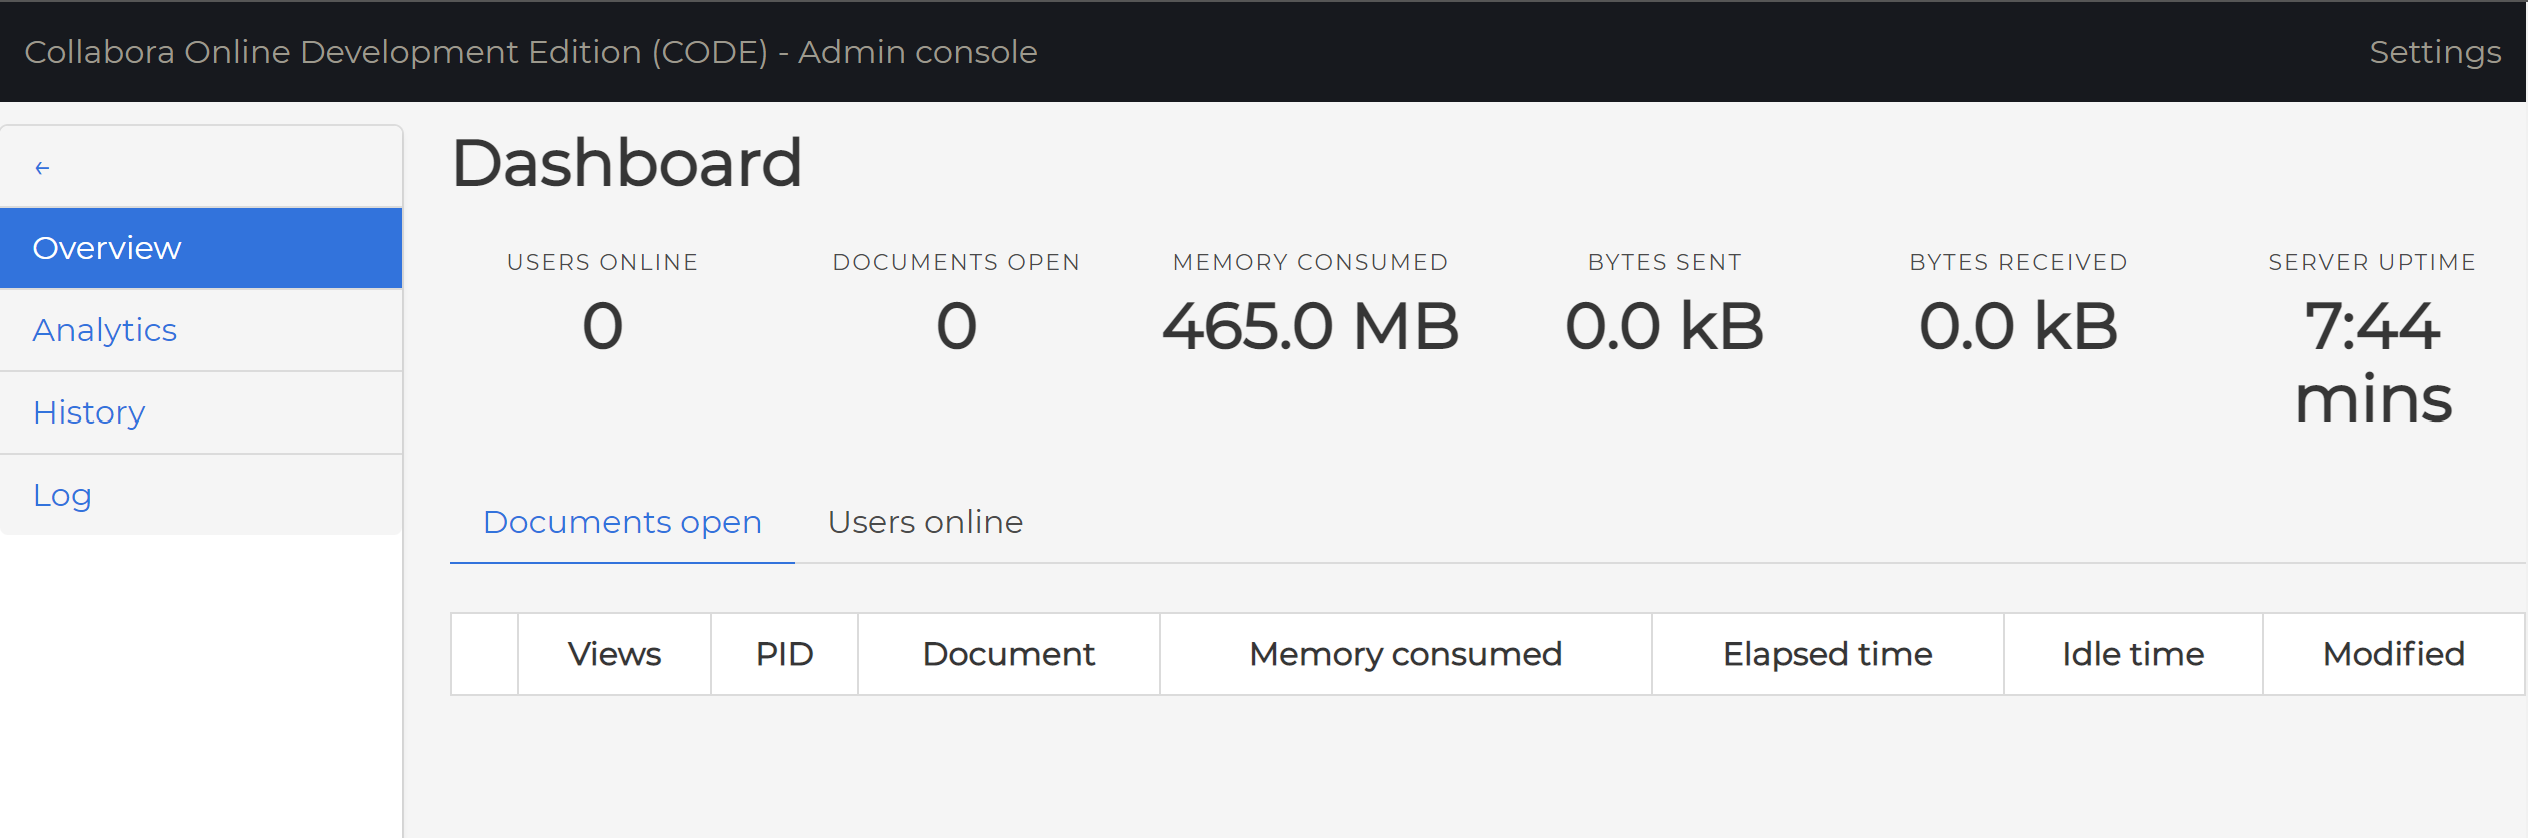 Collabora Online Development Edition (CODE) - Admin console
Settings
←
Overview
Analytics
History
Log
Dashboard
USERS ONLINE
0
DOCUMENTS OPEN
0
MEMORY CONSUMED
465.0 MB
BYTES SENT
0.0 kB
BYTES RECEIVED
0.0 kB
SERVER UPTIME
7:44
mins
Documents open
Users online
Views
PID
Document
Memory consumed
Elapsed time
Idle time
Modified